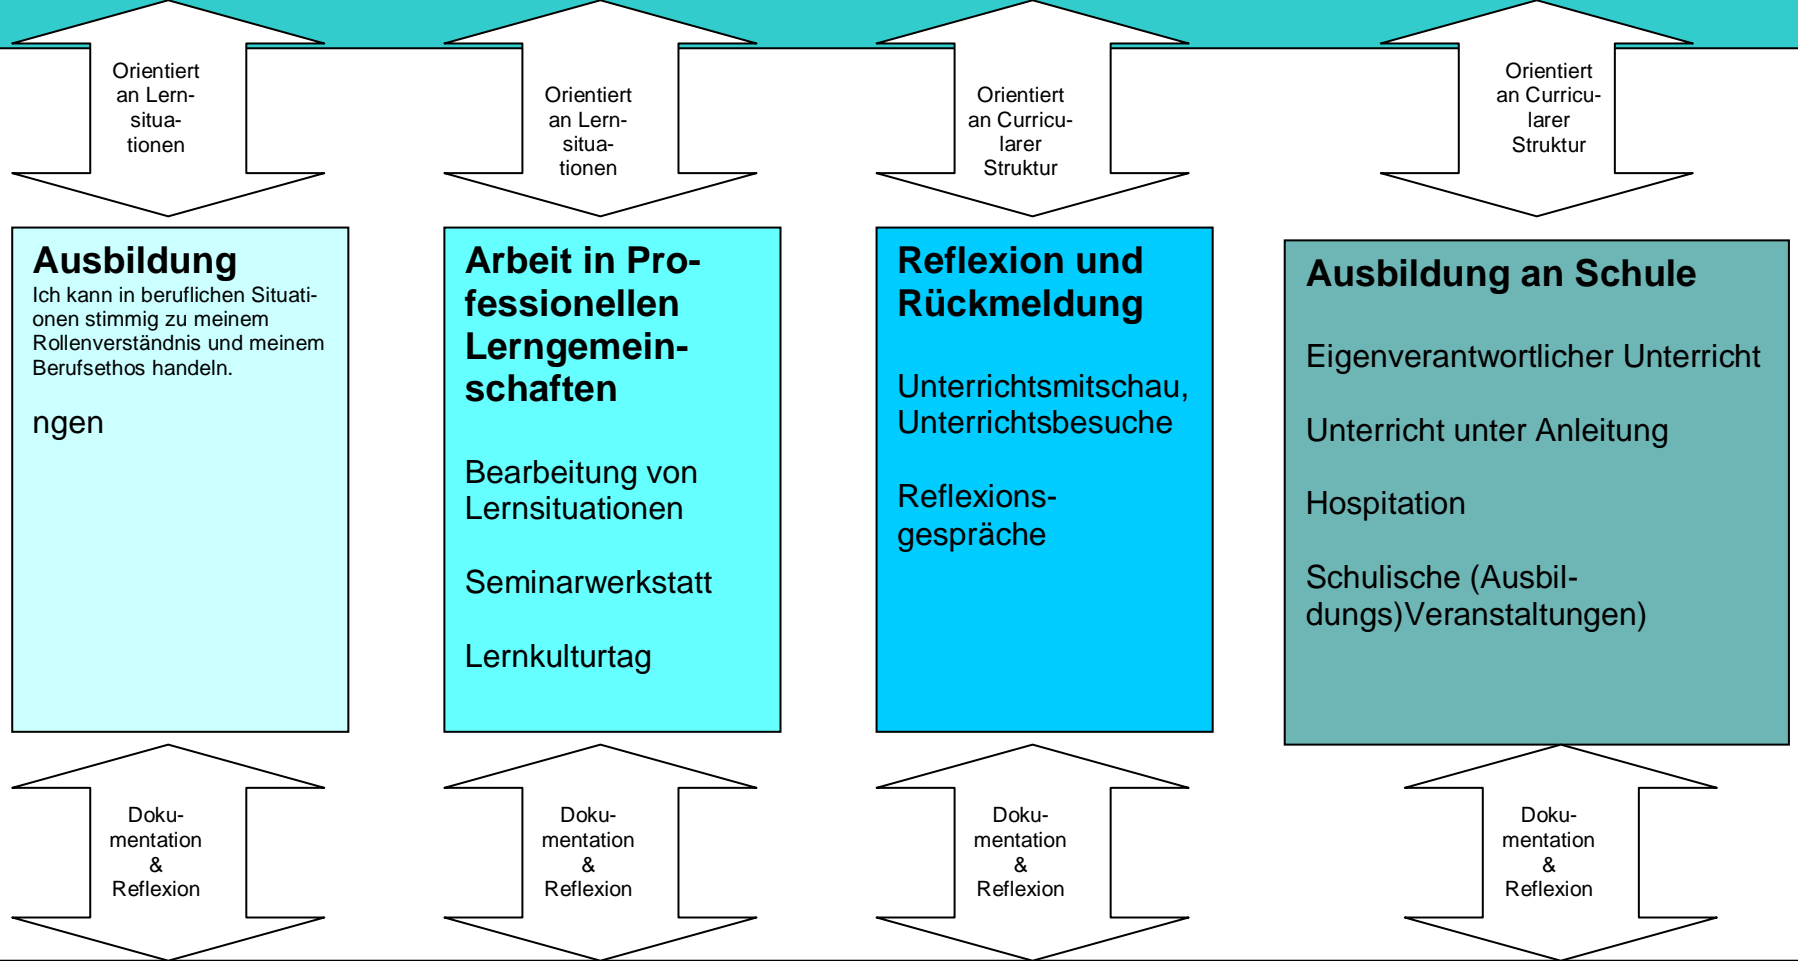 Orientiert
an Lern-
situa-
tionen
Orientiert
an Lern-
situa-
tionen
Orientiert
an Curricu-
larer
Struktur
Orientiert
an Curricu-
larer
Struktur
Ausbildung
Ich kann in beruflichen Situati-
onen stimmig zu meinem
Rollenverständnis und meinem
Berufsethos handeln.
ngen
Arbeit in Pro-
fessionellen
Lerngemein-
schaften
Bearbeitung von
Lernsituationen
Seminarwerkstatt
Lernkulturtag
Reflexion und
Rückmeldung
Unterrichtsmitschau,
Unterrichtsbesuche
Reflexions-
gespräche
Ausbildung an Schule
Eigenverantwortlicher Unterricht
Unterricht unter Anleitung
Hospitation
Schulische (Ausbil-
dungs)Veranstaltungen)
Doku-
mentation
&
Reflexion
Doku-
mentation
&
Reflexion
Doku-
mentation
&
Reflexion
Doku-
mentation
&
Reflexion